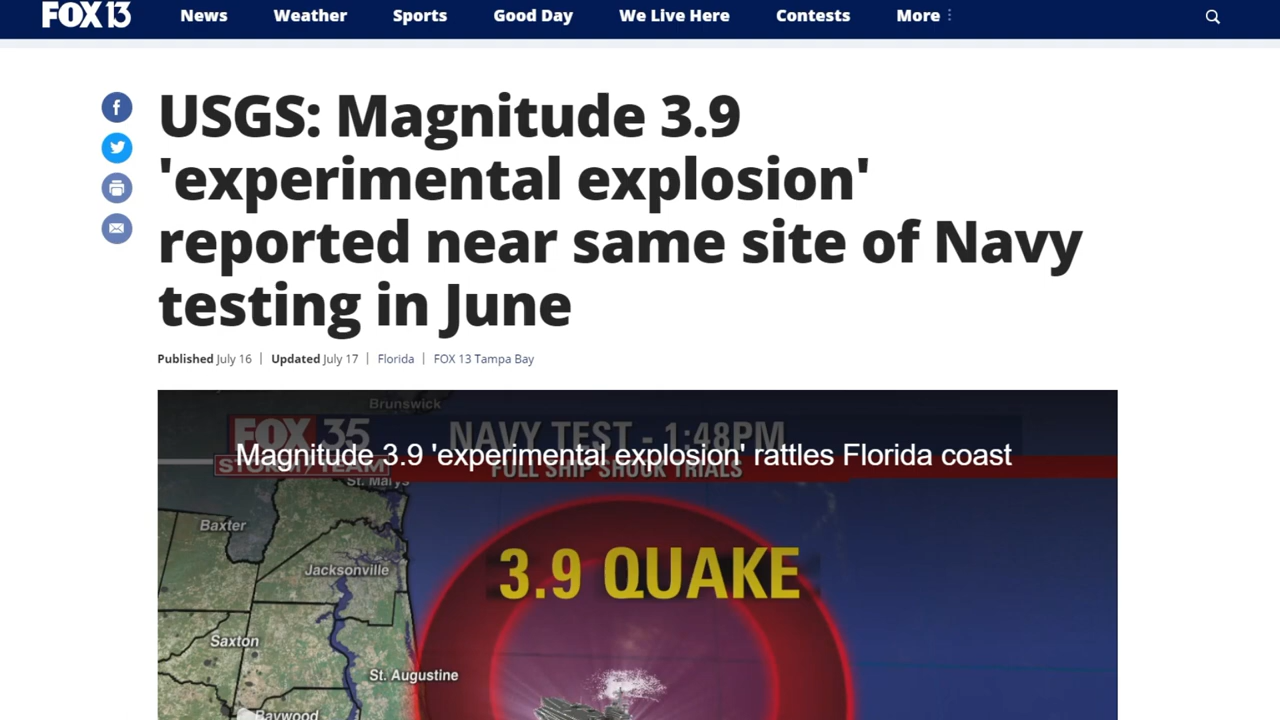 FOX 13 News Weather Sports Good Day We Live Here Contests More
USGS: Magnitude 3.9
'experimental explosion'
reported near same site of Navy
testing in June
Published July 16 | Updated July 17 | Florida | FOX 13 Tampa Bay
Brunswick
FOX 35 NAVY TEST - 1:48PM
Magnitude 3.9 'experimental explosion' rattles Florida coast
STORM TEAM FULL SHIP SHOCK TRIALS
St. Marys
Baxter
3.9 QUAKE
Jacksonville
Saxton
St. Augustine
Baywood